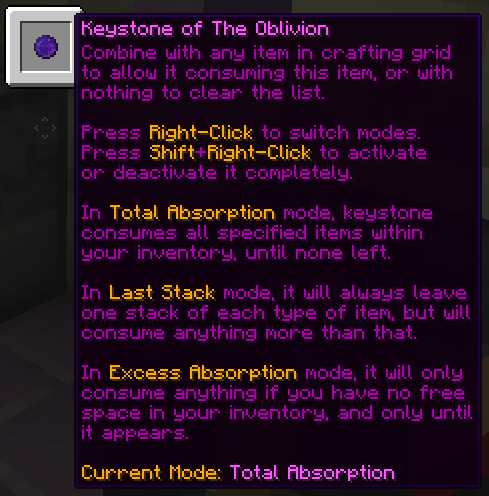 Keystone of The Oblivion
Combine with any item in crafting grid
to allow it consuming this item, or with
nothing to clear the list.
Press Right-Click to switch modes.
Press Shift+Right-Click to activate
or deactivate it completely.
In Total Absorption mode, keystone
consumes all specified items within
your inventory, until none left.
In Last Stack mode, it will always leave
one stack of each type of item, but will
consume anything more than that.
In Excess Absorption mode, it will only
consume anything if you have no free
space in your inventory, and only until
it appears.
Current Mode: Total Absorption